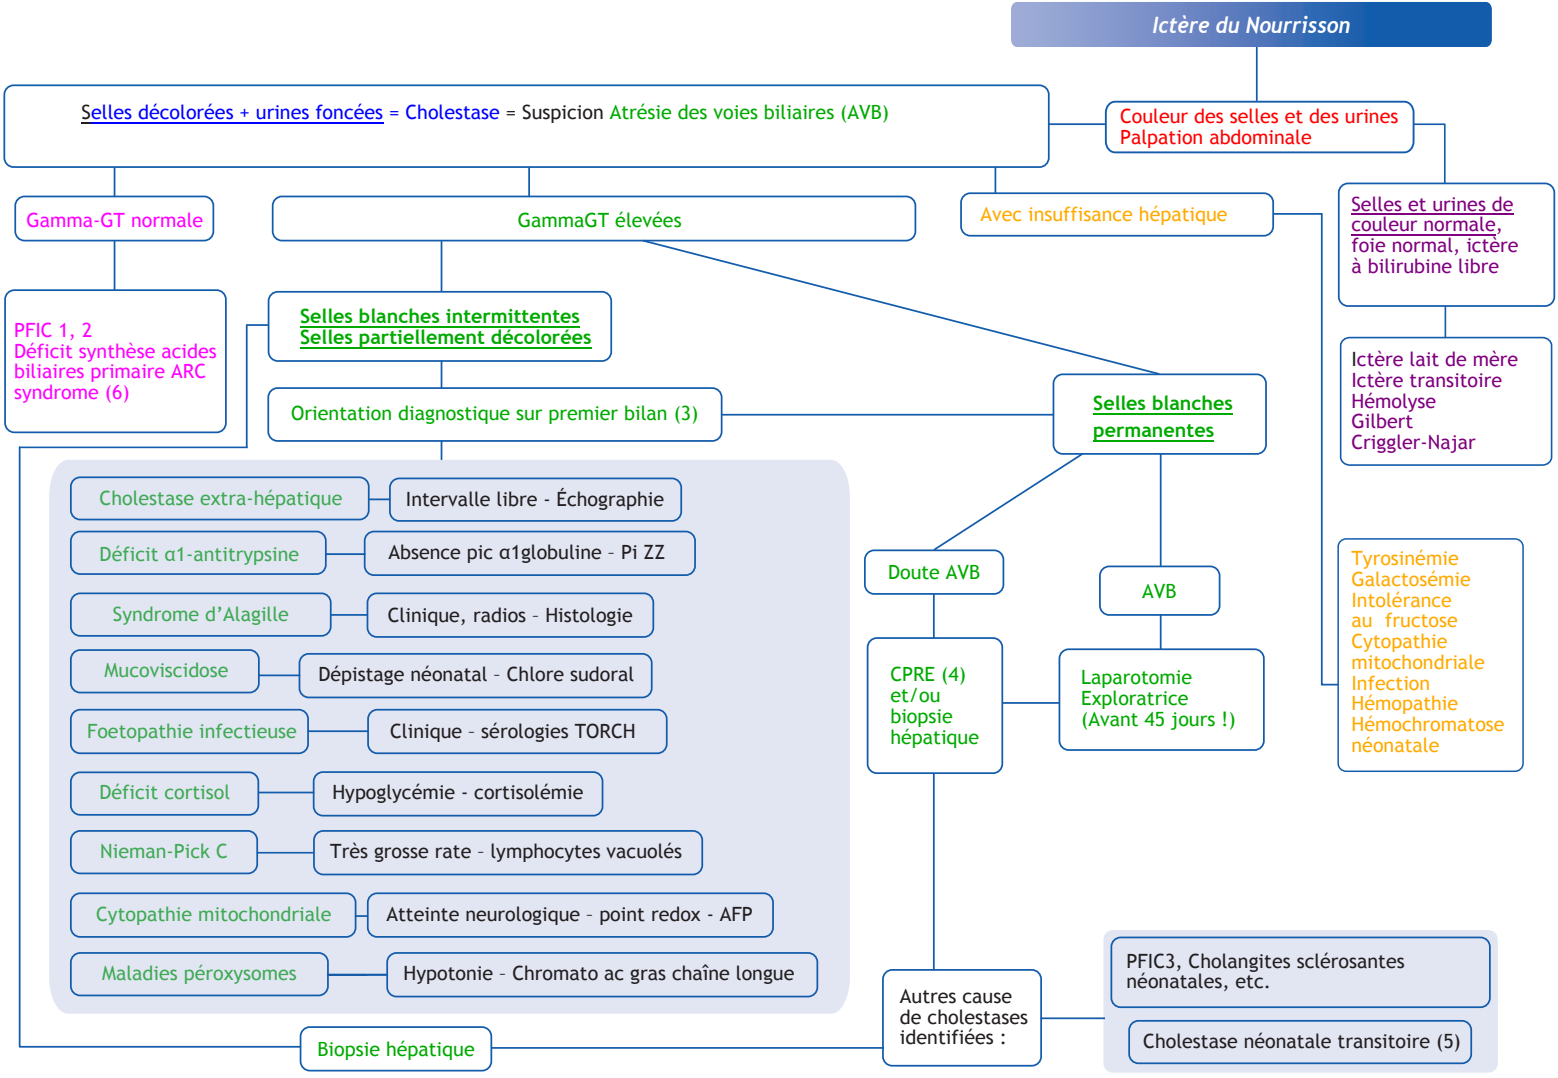 Ictère du Nourrisson
Selles décolorées + urines foncées = Cholestase = Suspicion Atrésie des voies biliaires (AVB)
Couleur des selles et des urines
Palpation abdominale
Gamma-GT normale
GammaGT élevées
Avec insuffisance hépatique
Selles et urines de
couleur normale,
foie normal, ictère
à bilirubine libre
PFIC 1, 2
Déficit synthèse acides
biliaires primaire ARC
syndrome (6)
Selles blanches intermittentes
Selles partiellement décolorées
Ictère lait de mère
Ictère transitoire
Hémolyse
Gilbert
Criggler-Najar
Orientation diagnostique sur premier bilan (3)
Selles blanches
permanentes
Cholestase extra-hépatique
Intervalle libre - Échographie
Déficit α1-antitrypsine
Absence pic α1globuline – Pi ZZ
Syndrome d’Alagille
Clinique, radios – Histologie
Mucoviscidose
Dépistage néonatal – Chlore sudoral
Foetopathie infectieuse
Clinique – sérologies TORCH
Déficit cortisol
Hypoglycémie - cortisolémie
Nieman-Pick C
Très grosse rate – lymphocytes vacuolés
Cytopathie mitochondriale
Atteinte neurologique – point redox - AFP
Maladies péroxysomes
Hypotonie – Chromato ac gras chaîne longue
Doute AVB
AVB
CPRE (4)
et/ou
biopsie
hépatique
Laparotomie
Exploratrice
(Avant 45 jours !)
Tyrosinémie
Galactosémie
Intolérance
au fructose
Cytopathie
mitochondriale
Infection
Hémopathie
Hémochromatose
néonatale
Biopsie hépatique
Autres cause
de cholestases
identifiées :
PFIC3, Cholangites sclérosantes
néonatales, etc.
Cholestase néonatale transitoire (5)